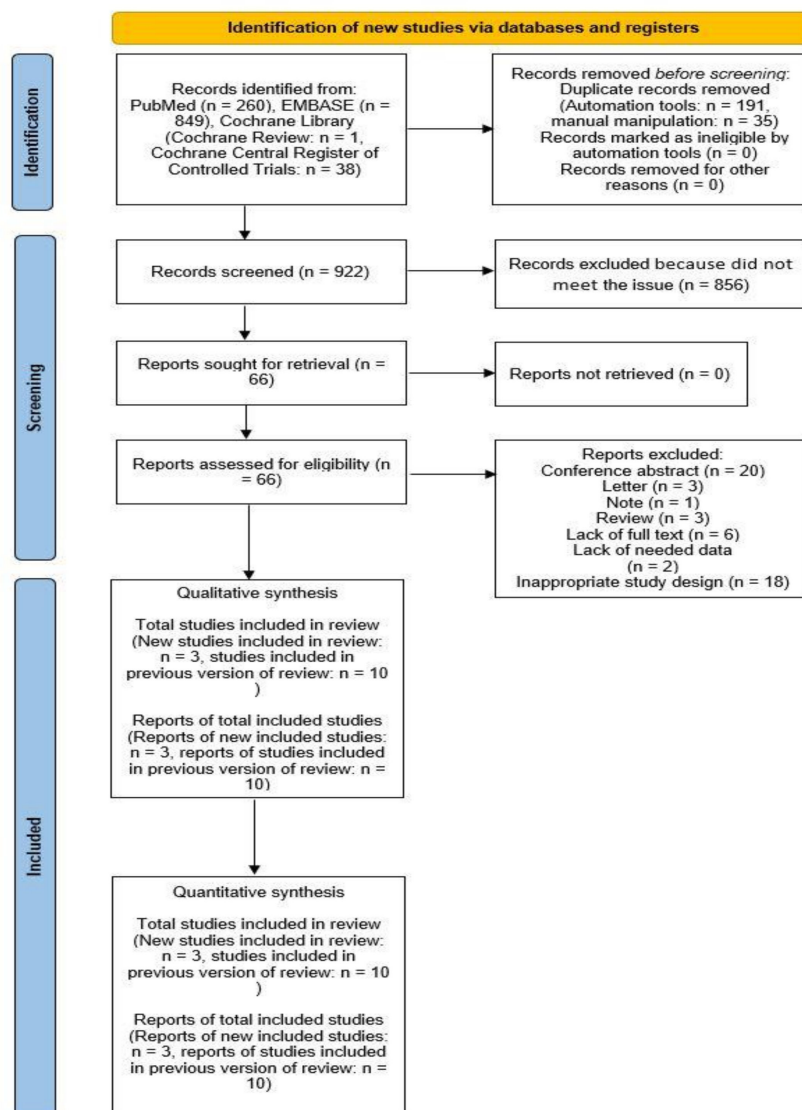 Identification of new studies via databases and registers
Identification
Records identified from:
PubMed (n = 260), EMBASE (n =
849), Cochrane Library
(Cochrane Review: n = 1,
Cochrane Central Register of
Controlled Trials: n = 38)
Records removed before screening:
Duplicate records removed
(Automation tools: n = 191,
manual manipulation: n = 35)
Records marked as ineligible by
automation tools (n = 0)
Records removed for other
reasons (n = 0)
Screening
Records screened (n = 922)
Records excluded because did not
meet the issue (n = 856)
Reports sought for retrieval (n =
66)
Reports not retrieved (n = 0)
Reports assessed for eligibility (n
= 66)
Reports excluded:
Conference abstract (n = 20)
Letter (n = 3)
Note (n = 1)
Review (n = 3)
Lack of full text (n = 6)
Lack of needed data
(n = 2)
Inappropriate study design (n = 18)
Included
Qualitative synthesis
Total studies included in review
(New studies included in review:
n = 3, studies included in
previous version of review: n = 10
)
Reports of total included studies
(Reports of new included studies:
n = 3, reports of studies included
in previous version of review: n =
10)
Quantitative synthesis
Total studies included in review
(New studies included in review:
n = 3, studies included in
previous version of review: n = 10
)
Reports of total included studies
(Reports of new included studies:
n = 3, reports of studies included
in previous version of review: n =
10)